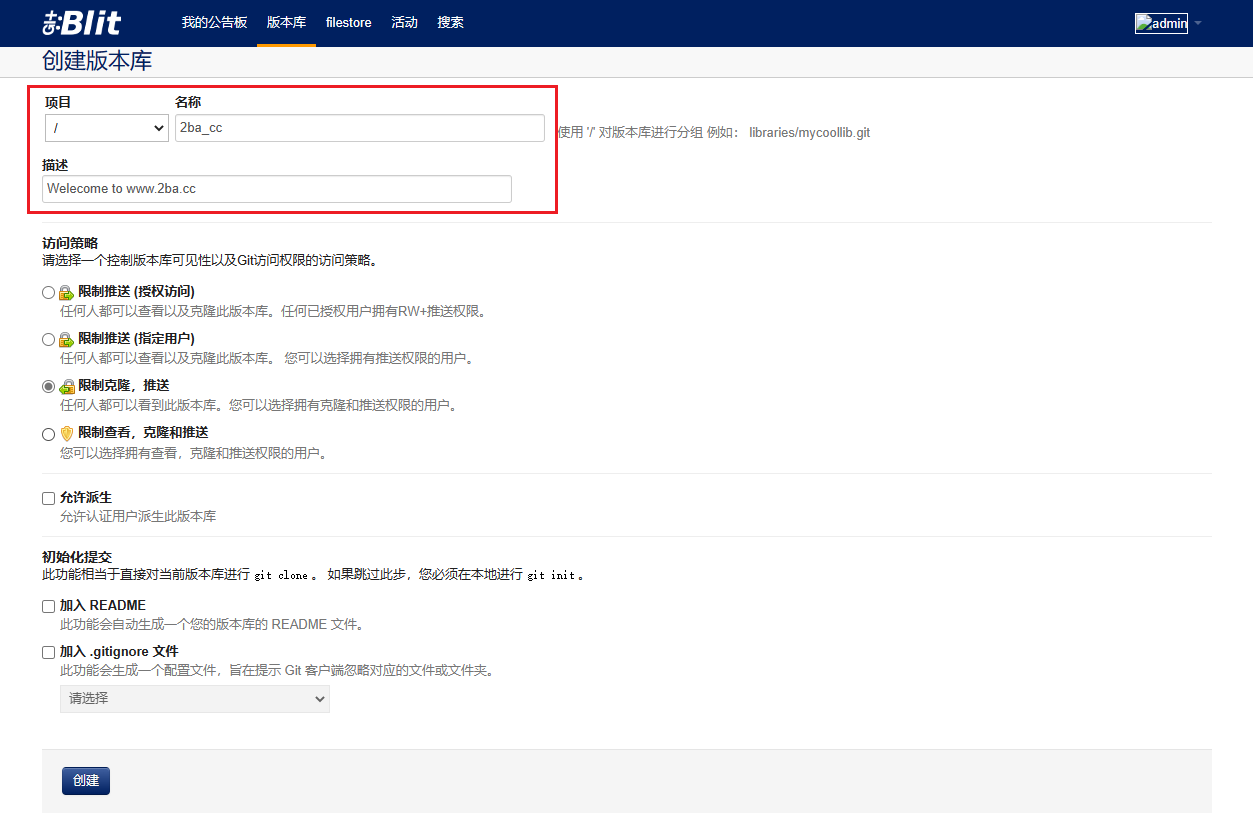 Blit 我的公告板 版本库 filestore 活动 搜索 admin
创建版本库
项目 名称
/ 2ba_cc 使用 '/' 对版本库进行分组 例如： libraries/mycoollib.git
描述
Welecome to www.2ba.cc
访问策略
请选择一个控制版本库可见性以及Git访问权限的访问策略。
限制推送 (授权访问)
任何人都可以查看以及克隆此版本库。任何已授权用户拥有RW+推送权限。
限制推送 (指定用户)
任何人都可以查看以及克隆此版本库。 您可以选择拥有推送权限的用户。
限制克隆，推送
任何人都可以看到此版本库。您可以选择拥有克隆和推送权限的用户。
限制查看，克隆和推送
您可以选择拥有查看，克隆和推送权限的用户。
允许派生
允许认证用户派生此版本库
初始化提交
此功能相当于直接对当前版本库进行 git clone 。 如果跳过此步，您必须在本地进行 git init 。
加入 README
此功能会自动生成一个您的版本库的 README 文件。
加入 .gitignore 文件
此功能会生成一个配置文件，旨在提示 Git 客户端忽略对应的文件或文件夹。
请选择
创建